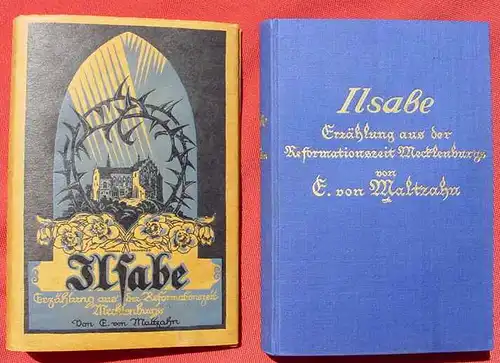 Ilsabe
Erzählung aus der Reformationszeit
Mecklenburgs
Von E. von Maltzahn
Ilsabe
Erzählung aus der
Reformationszeit Mecklenburgs
von
E. von Maltzahn